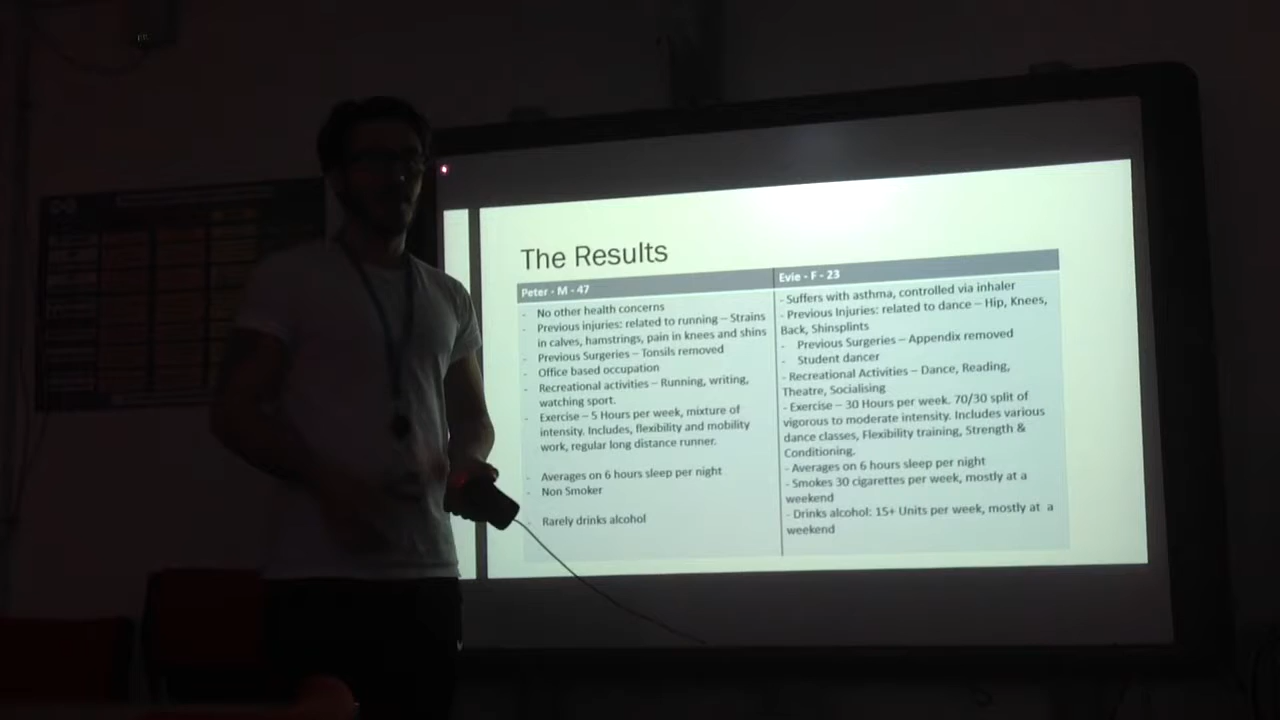 The Results
Peter - M - 47
- No other health concerns
- Previous injuries: related to running – Strains
in calves, hamstrings, pain in knees and shins
- Previous Surgeries – Tonsils removed
- Office based occupation
- Recreational activities – Running, writing,
watching sport.
- Exercise – 5 Hours per week, mixture of
intensity. Includes, flexibility and mobility
work, regular long distance runner.
- Averages on 6 hours sleep per night
- Non Smoker
- Rarely drinks alcohol
Evie - F - 23
- Suffers with asthma, controlled via inhaler
- Previous Injuries: related to dance – Hip, Knees,
Back, Shinsplints
- Previous Surgeries – Appendix removed
- Student dancer
- Recreational Activities – Dance, Reading,
Theatre, Socialising
- Exercise – 30 Hours per week. 70/30 split of
vigorous to moderate intensity. Includes various
dance classes, Flexibility training, Strength &
Conditioning.
- Averages on 6 hours sleep per night
- Smokes 30 cigarettes per week, mostly at a
weekend
- Drinks alcohol: 15+ Units per week, mostly at a
weekend